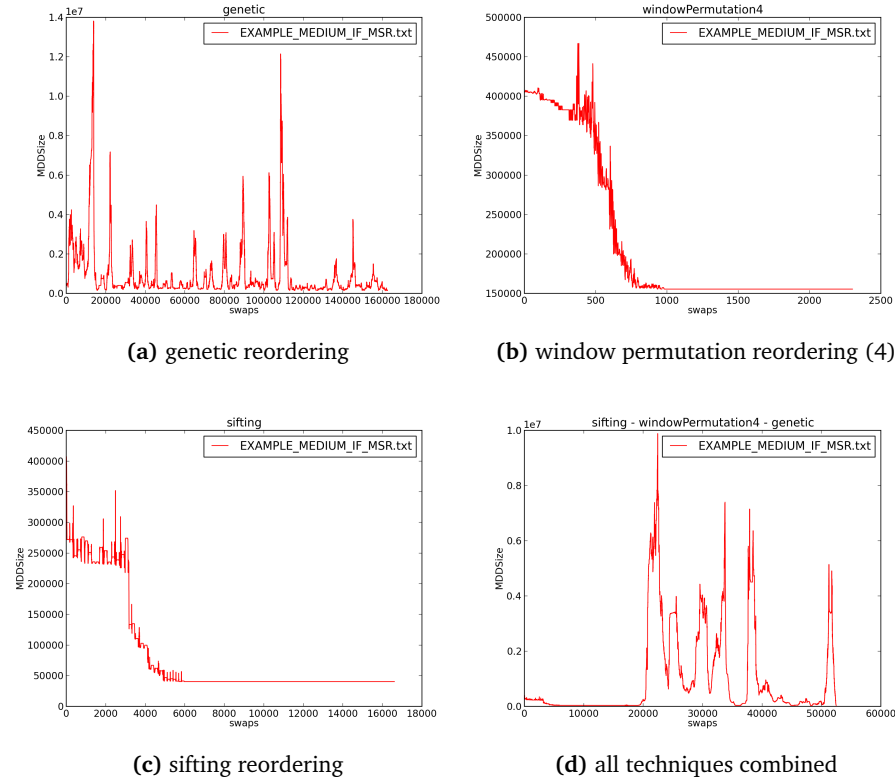 genetic
1e7
1.4
1.2
1.0
0.8
0.6
0.4
0.2
0.0
MDDSize
EXAMPLE_MEDIUM_IF_MSR.txt
0 20000 40000 60000 80000 100000 120000 140000 160000 180000
swaps
(a) genetic reordering
windowPermutation4
500000
450000
400000
350000
300000
250000
200000
150000
MDDSize
EXAMPLE_MEDIUM_IF_MSR.txt
0 500 1000 1500 2000 2500
swaps
(b) window permutation reordering (4)
sifting
450000
400000
350000
300000
250000
200000
150000
100000
50000
0
MDDSize
EXAMPLE_MEDIUM_IF_MSR.txt
0 2000 4000 6000 8000 10000 12000 14000 16000 18000
swaps
(c) sifting reordering
sifting - windowPermutation4 - genetic
1e7
1.0
0.8
0.6
0.4
0.2
0.0
MDDSize
EXAMPLE_MEDIUM_IF_MSR.txt
0 10000 20000 30000 40000 50000 60000
swaps
(d) all techniques combined